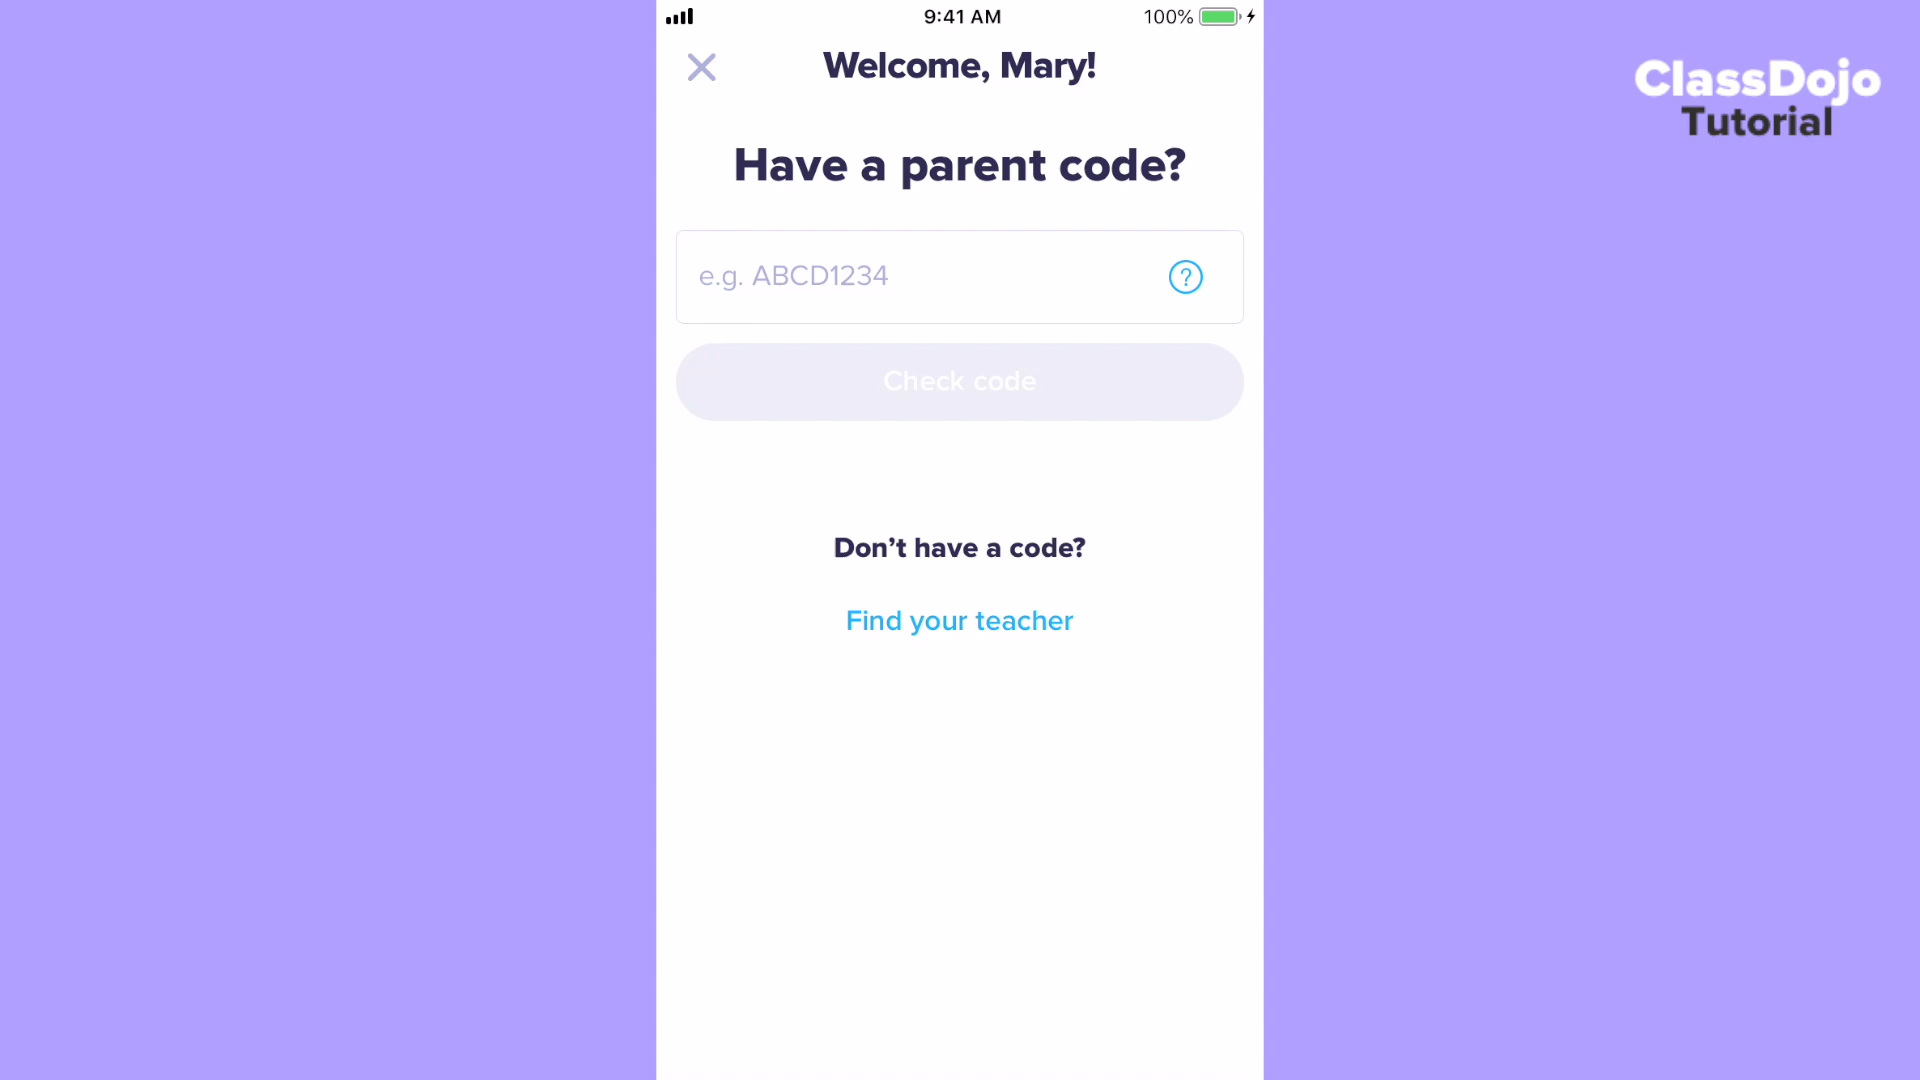 9:41 AM
100%
Welcome, Mary!
ClassDojo
Tutorial
Have a parent code?
e.g. ABCD1234
?
Check code
Don’t have a code?
Find your teacher